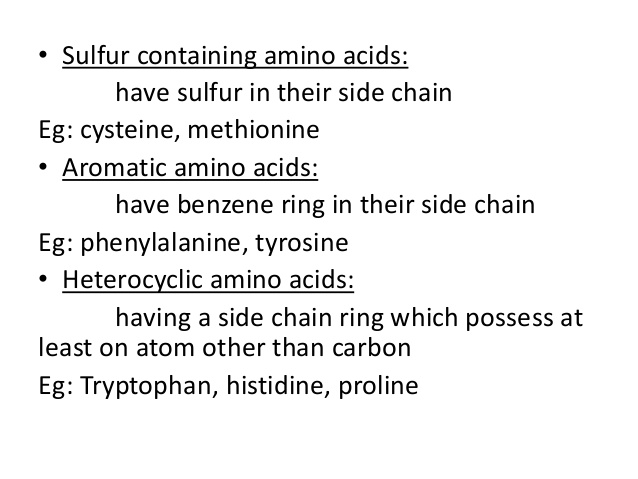 • Sulfur containing amino acids:
have sulfur in their side chain
Eg: cysteine, methionine
• Aromatic amino acids:
have benzene ring in their side chain
Eg: phenylalanine, tyrosine
• Heterocyclic amino acids:
having a side chain ring which possess at
least on atom other than carbon
Eg: Tryptophan, histidine, proline